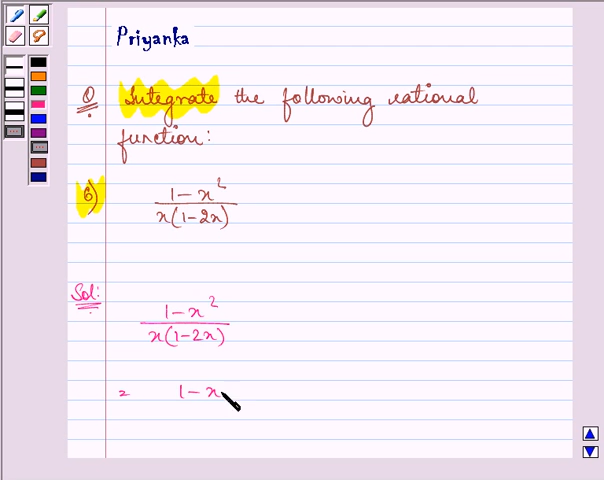 Priyanka
Q Integrate the following rational
function:
6) 1-x²
x(1-2x)
Sol:
1-x²
x(1-2x)
= 1-x